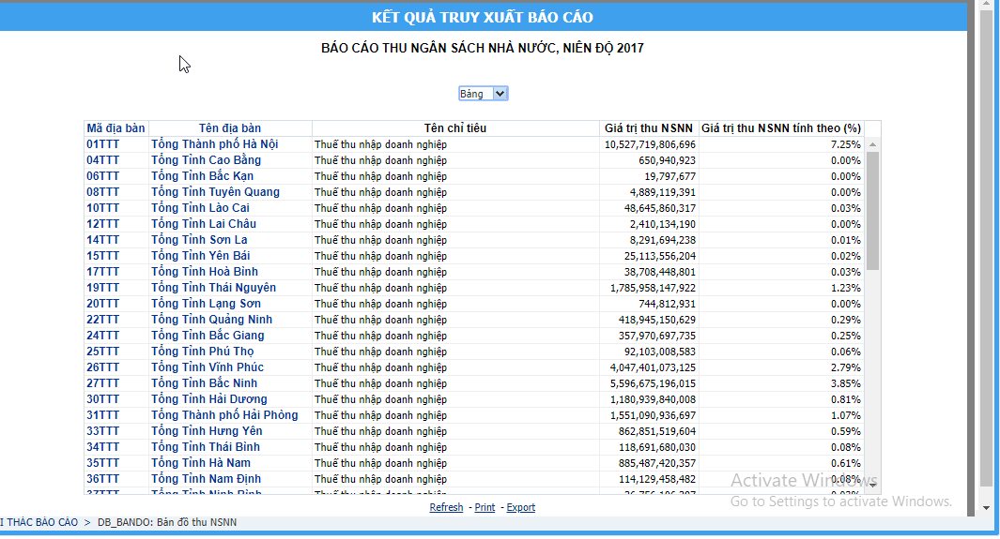 KẾT QUẢ TRUY XUẤT BÁO CÁO
BÁO CÁO THU NGÂN SÁCH NHÀ NƯỚC, NIÊN ĐỘ 2017
Bảng
Mã địa bàn Tên địa bàn Tên chỉ tiêu Giá trị thu NSNN Giá trị thu NSNN tính theo (%)
01TTT Tổng Thành phố Hà Nội Thuế thu nhập doanh nghiệp 10,527,719,806,696 7.25%
04TTT Tổng Tỉnh Cao Bằng Thuế thu nhập doanh nghiệp 650,940,923 0.00%
06TTT Tổng Tỉnh Bắc Kạn Thuế thu nhập doanh nghiệp 19,797,677 0.00%
08TTT Tổng Tỉnh Tuyên Quang Thuế thu nhập doanh nghiệp 4,889,119,391 0.00%
10TTT Tổng Tỉnh Lào Cai Thuế thu nhập doanh nghiệp 48,645,860,317 0.03%
12TTT Tổng Tỉnh Lai Châu Thuế thu nhập doanh nghiệp 2,410,134,190 0.00%
14TTT Tổng Tỉnh Sơn La Thuế thu nhập doanh nghiệp 8,291,694,238 0.01%
15TTT Tổng Tỉnh Yên Bái Thuế thu nhập doanh nghiệp 25,113,556,204 0.02%
17TTT Tổng Tỉnh Hoà Bình Thuế thu nhập doanh nghiệp 38,708,448,801 0.03%
19TTT Tổng Tỉnh Thái Nguyên Thuế thu nhập doanh nghiệp 1,785,958,147,922 1.23%
20TTT Tổng Tỉnh Lạng Sơn Thuế thu nhập doanh nghiệp 744,812,931 0.00%
22TTT Tổng Tỉnh Quảng Ninh Thuế thu nhập doanh nghiệp 418,945,150,629 0.29%
24TTT Tổng Tỉnh Bắc Giang Thuế thu nhập doanh nghiệp 357,970,697,735 0.25%
25TTT Tổng Tỉnh Phú Thọ Thuế thu nhập doanh nghiệp 92,103,008,583 0.06%
26TTT Tổng Tỉnh Vĩnh Phúc Thuế thu nhập doanh nghiệp 4,047,401,073,125 2.79%
27TTT Tổng Tỉnh Bắc Ninh Thuế thu nhập doanh nghiệp 5,596,675,196,015 3.85%
30TTT Tổng Tỉnh Hải Dương Thuế thu nhập doanh nghiệp 1,180,939,840,008 0.81%
31TTT Tổng Thành phố Hải Phòng Thuế thu nhập doanh nghiệp 1,551,090,936,697 1.07%
33TTT Tổng Tỉnh Hưng Yên Thuế thu nhập doanh nghiệp 862,851,519,604 0.59%
34TTT Tổng Tỉnh Thái Bình Thuế thu nhập doanh nghiệp 118,691,680,030 0.08%
35TTT Tổng Tỉnh Hà Nam Thuế thu nhập doanh nghiệp 885,487,420,357 0.61%
36TTT Tổng Tỉnh Nam Định Thuế thu nhập doanh nghiệp 114,129,458,482 0.08%
37TTT Tổng Tỉnh Ninh Bình Thuế thu nhập doanh nghiệp
Activate Windows
Go to Settings to activate Windows.
Refresh - Print - Export
I THÁC BÁO CÁO > DB_BANDO: Bản đồ thu NSNN